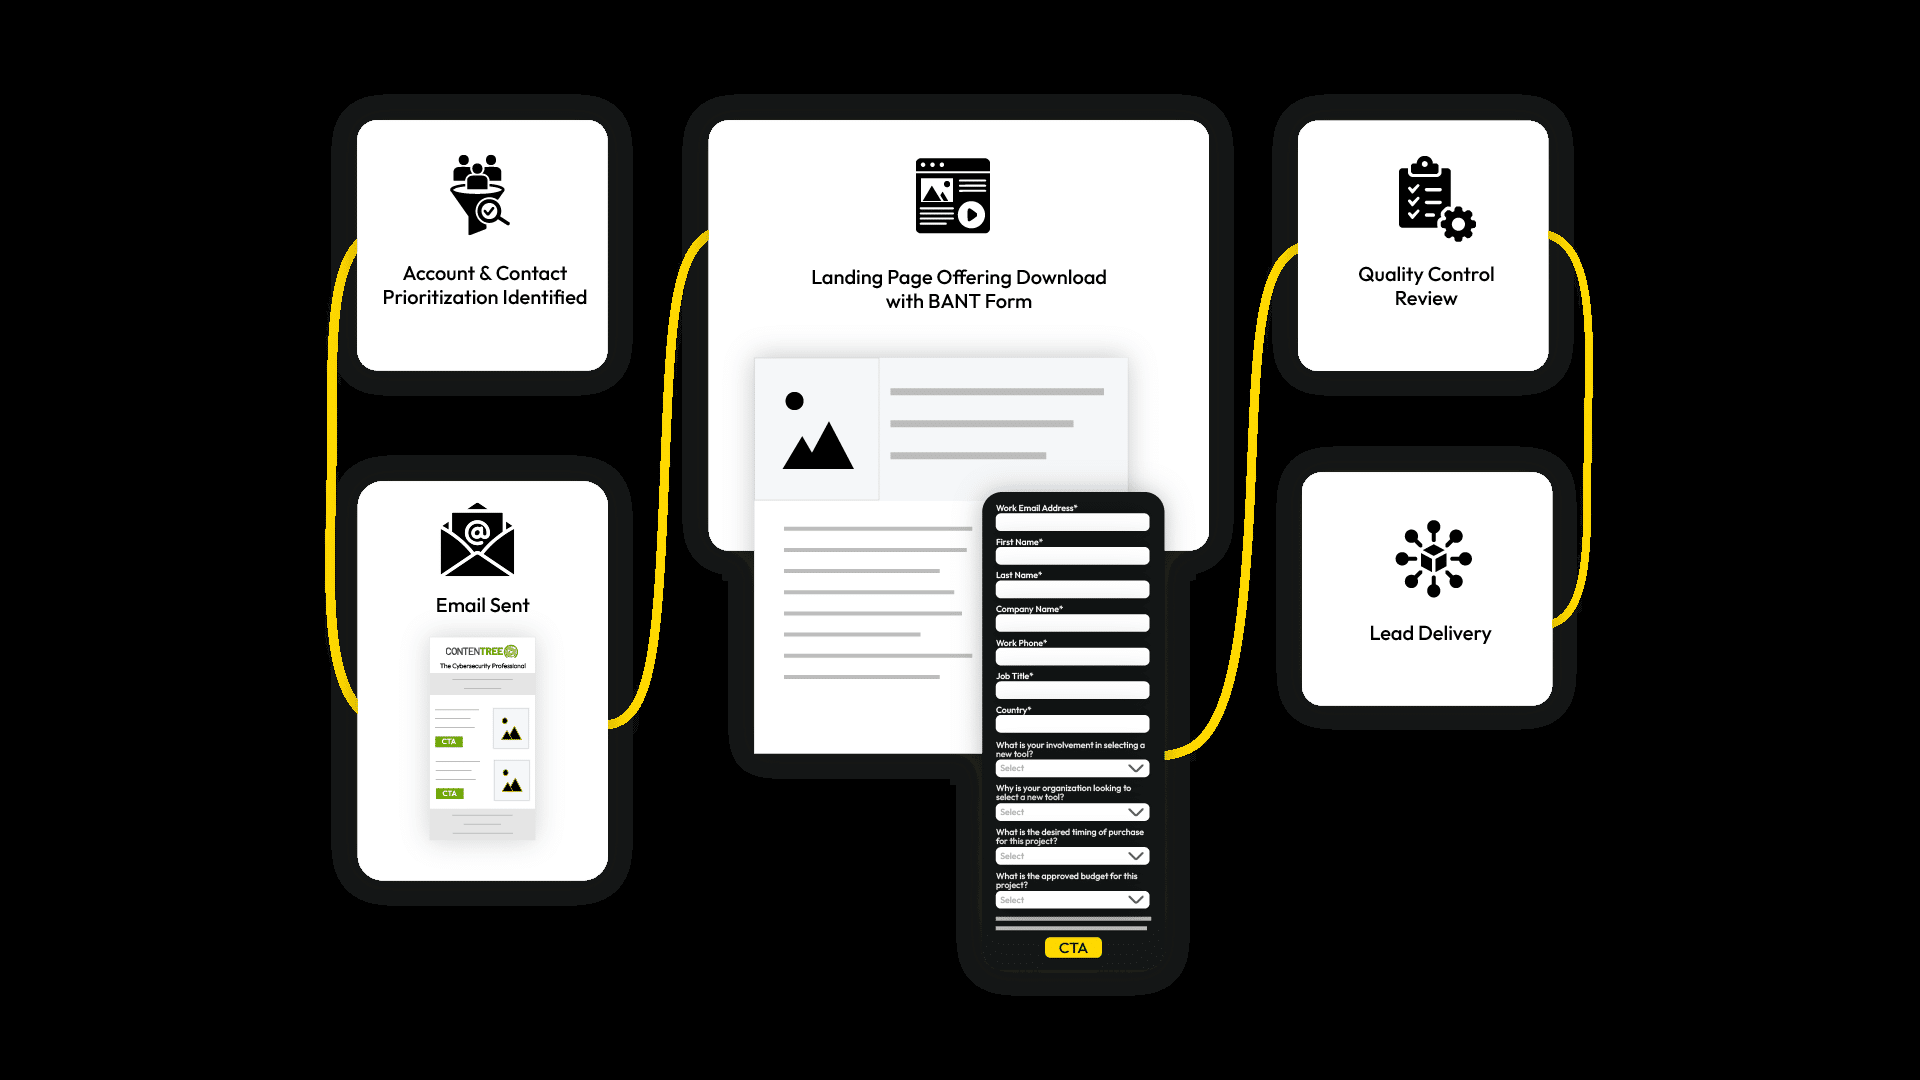 Account & Contact
Prioritization Identified
Email Sent
CONTENTREE
The Cybersecurity Professional
CTA
CTA
Landing Page Offering Download
with BANT Form
Work Email Address*
First Name*
Last Name*
Company Name*
Work Phone*
Job Title*
Country*
What is your involvement in selecting a
new tool?
Select
Why is your organization looking to
select a new tool?
Select
What is the desired timing of purchase
for this project?
Select
What is the approved budget for this
project?
Select
CTA
Quality Control
Review
Lead Delivery